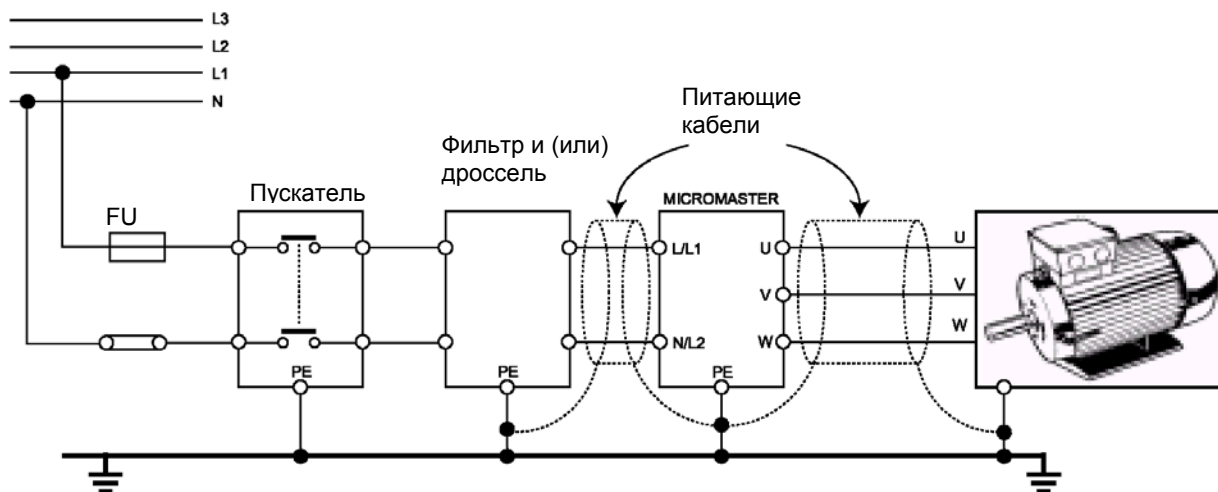 L3
L2
L1
N
Питающие
кабели
Фильтр и (или)
дроссель
Пускатель
MICROMASTER
FU
L/L1
U
U
V
V
N/L2
W
W
PE
PE
PE